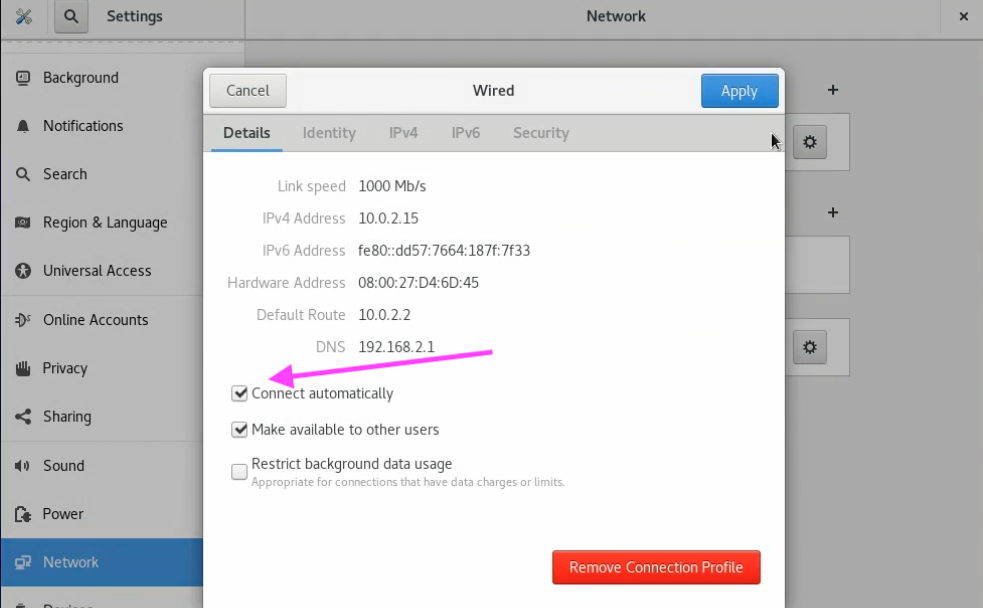 Settings
Network
Background
Notifications
Search
Region & Language
Universal Access
Online Accounts
Privacy
Sharing
Sound
Power
Network
Devices
Cancel
Wired
Apply
Details Identity IPv4 IPv6 Security
Link speed 1000 Mb/s
IPv4 Address 10.0.2.15
IPv6 Address fe80::dd57:7664:187f:7f33
Hardware Address 08:00:27:D4:6D:45
Default Route 10.0.2.2
DNS 192.168.2.1
Connect automatically
Make available to other users
Restrict background data usage
Appropriate for connections that have data charges or limits.
Remove Connection Profile